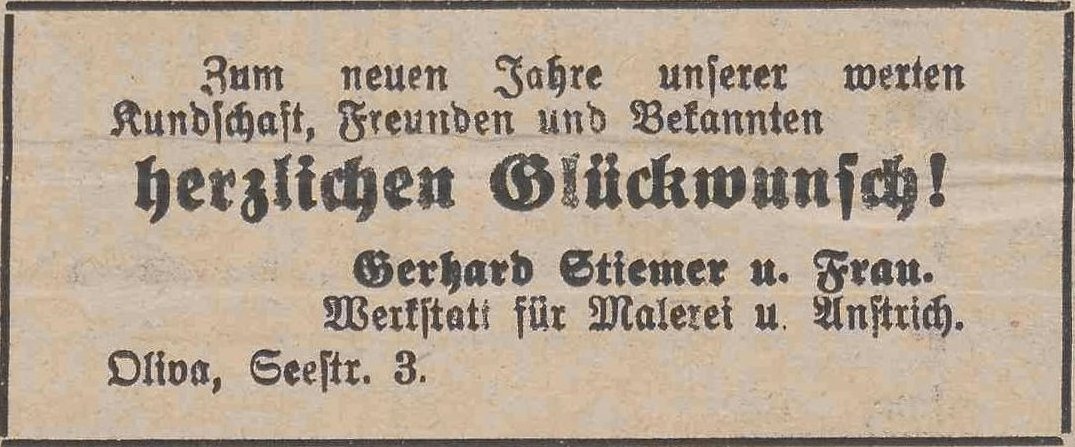 Zum neuen Jahre unserer werten
Kundschaft, Freunden und Bekannten
herzlichen Glückwunsch!
Gerhard Stiemer u. Frau.
Werkstatt für Malerei u. Anstrich.
Oliva, Seestr. 3.